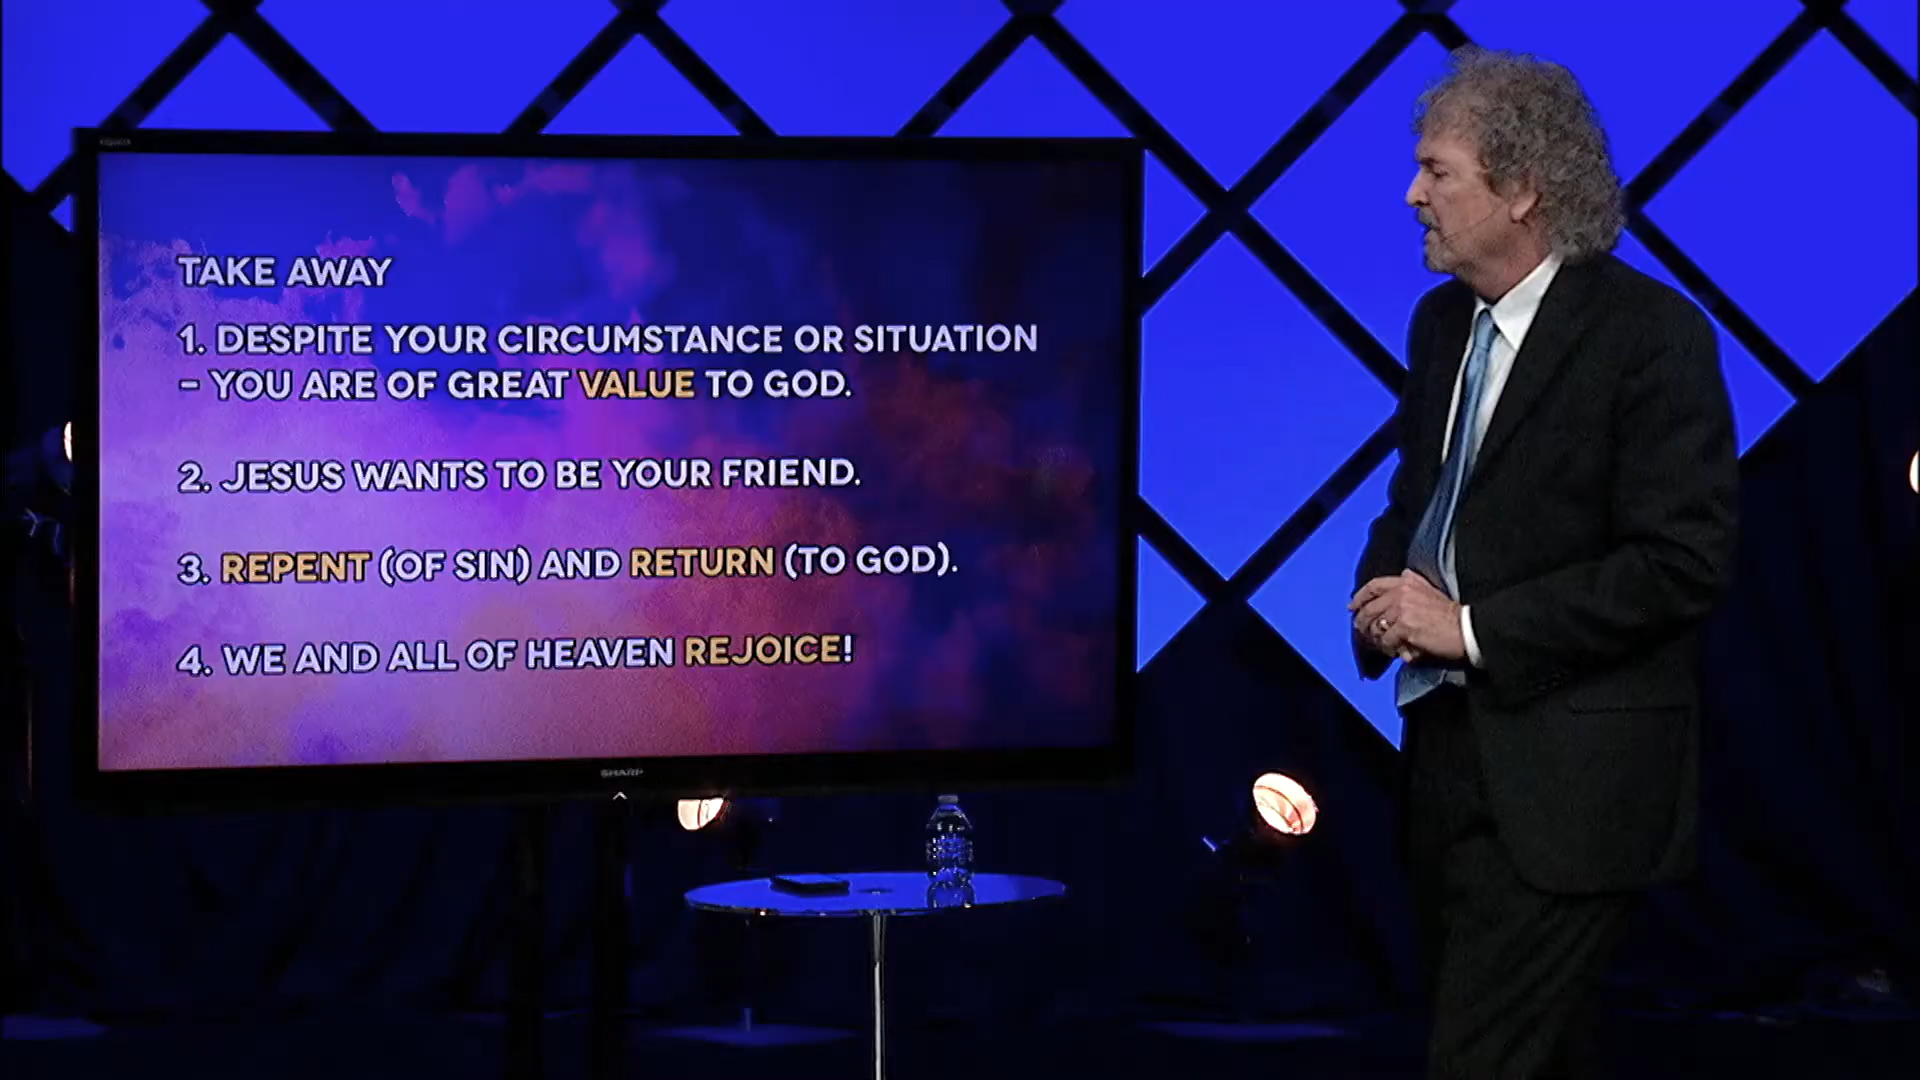 TAKE AWAY
1. DESPITE YOUR CIRCUMSTANCE OR SITUATION
– YOU ARE OF GREAT VALUE TO GOD.
2. JESUS WANTS TO BE YOUR FRIEND.
3. REPENT (OF SIN) AND RETURN (TO GOD).
4. WE AND ALL OF HEAVEN REJOICE!
SHARP